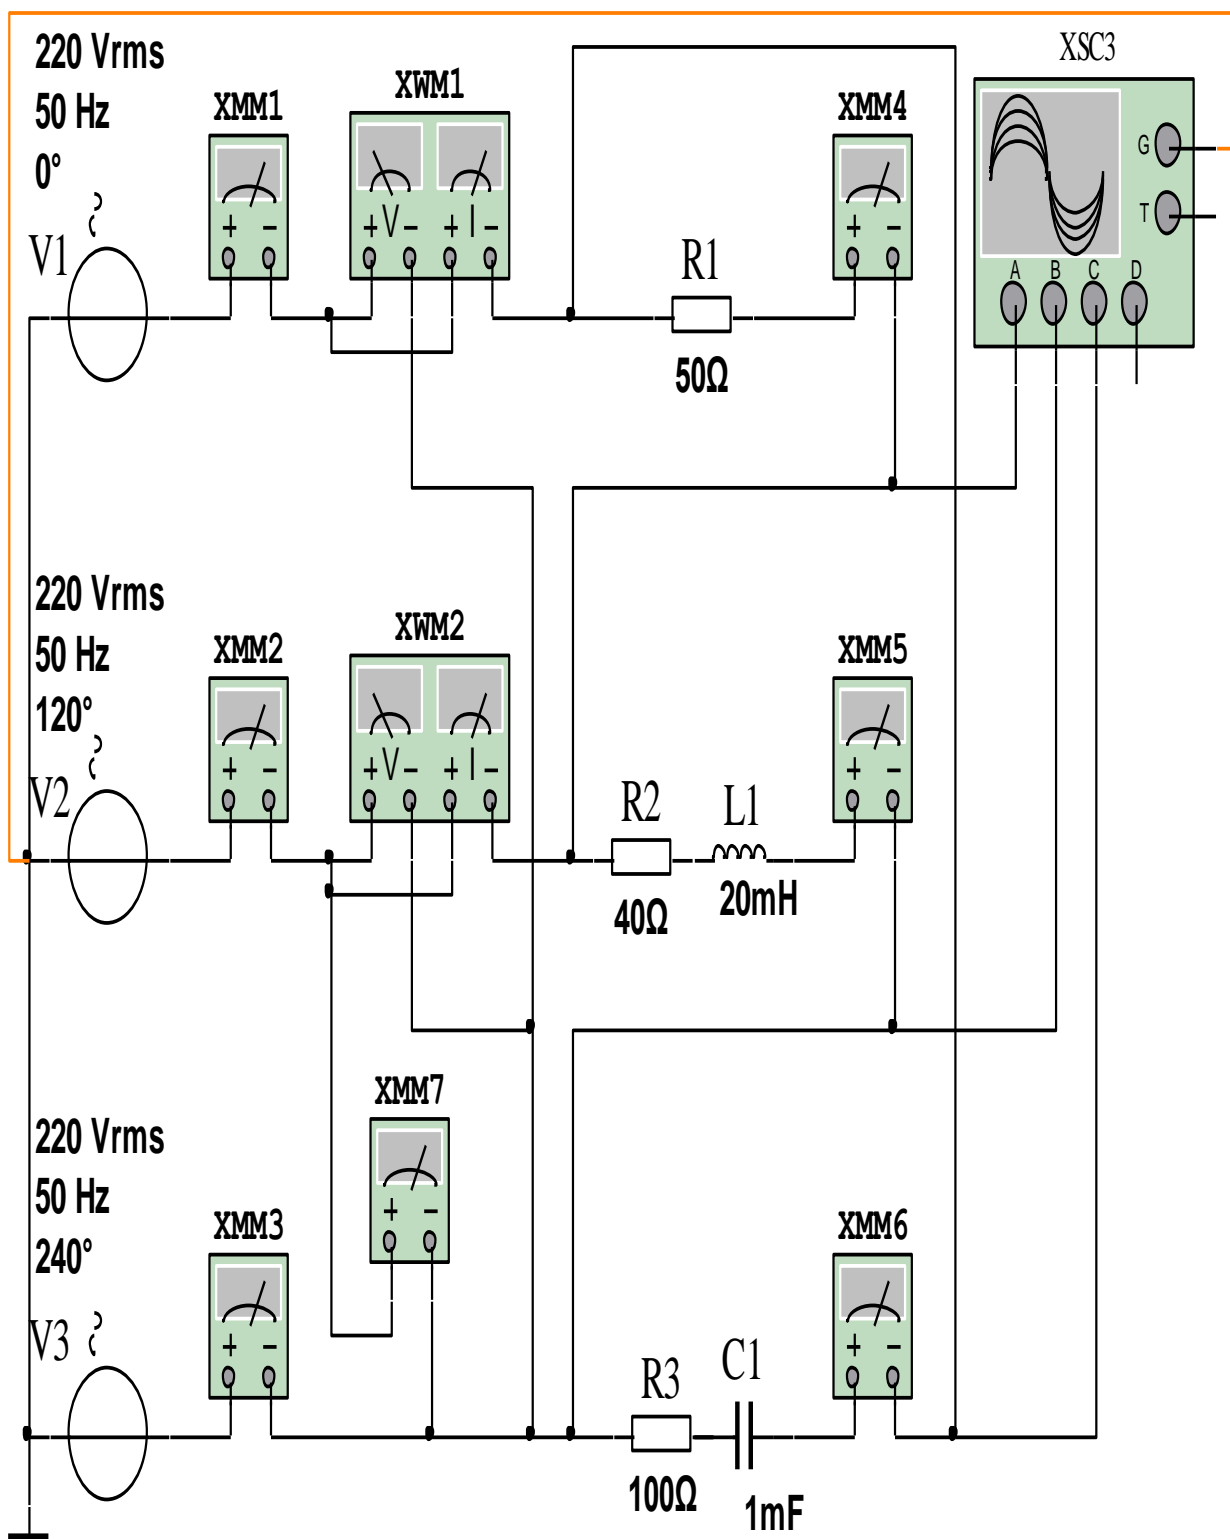 220 Vrms
50 Hz
0°
V1
XMM1
+ −
XWM1
+ V − + I −
R1
50Ω
XMM4
+ −
XSC3
G
T
A B C D
220 Vrms
50 Hz
120°
V2
XMM2
+ −
XWM2
+ V − + I −
R2
40Ω
L1
20mH
XMM5
+ −
XMM7
+ −
220 Vrms
50 Hz
240°
V3
XMM3
+ −
R3
100Ω
C1
1mF
XMM6
+ −